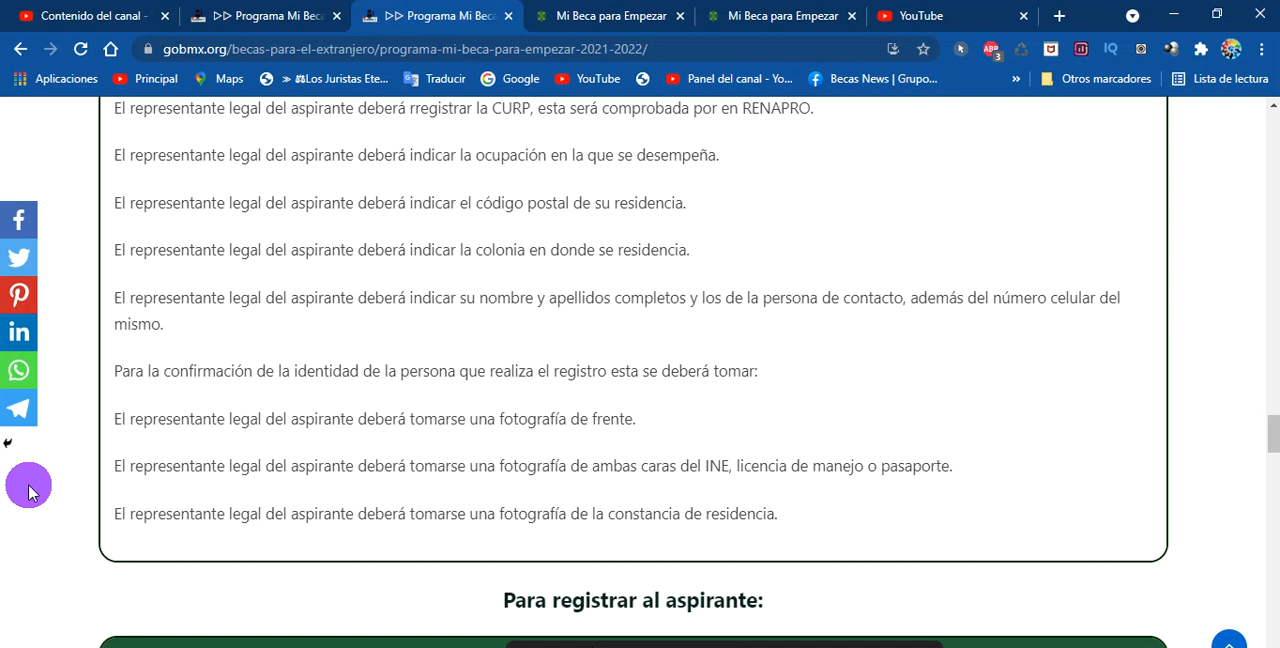 Contenido del canal -
▷▷ Programa Mi Beca
▷▷ Programa Mi Beca
Mi Beca para Empezar
Mi Beca para Empezar
YouTube
gobmx.org/becas-para-el-extranjero/programa-mi-beca-para-empezar-2021-2022/
ABP
3
IQ
Aplicaciones
Principal
Maps
» ⚖Los Juristas Ete...
Traducir
Google
YouTube
Panel del canal - Yo...
Becas News | Grupo...
»
Otros marcadores
Lista de lectura
El representante legal del aspirante deberá rregistrar la CURP, esta será comprobada por en RENAPRO.
El representante legal del aspirante deberá indicar la ocupación en la que se desempeña.
El representante legal del aspirante deberá indicar el código postal de su residencia.
El representante legal del aspirante deberá indicar la colonia en donde se residencia.
El representante legal del aspirante deberá indicar su nombre y apellidos completos y los de la persona de contacto, además del número celular del
mismo.
Para la confirmación de la identidad de la persona que realiza el registro esta se deberá tomar:
El representante legal del aspirante deberá tomarse una fotografía de frente.
El representante legal del aspirante deberá tomarse una fotografía de ambas caras del INE, licencia de manejo o pasaporte.
El representante legal del aspirante deberá tomarse una fotografía de la constancia de residencia.
Para registrar al aspirante: